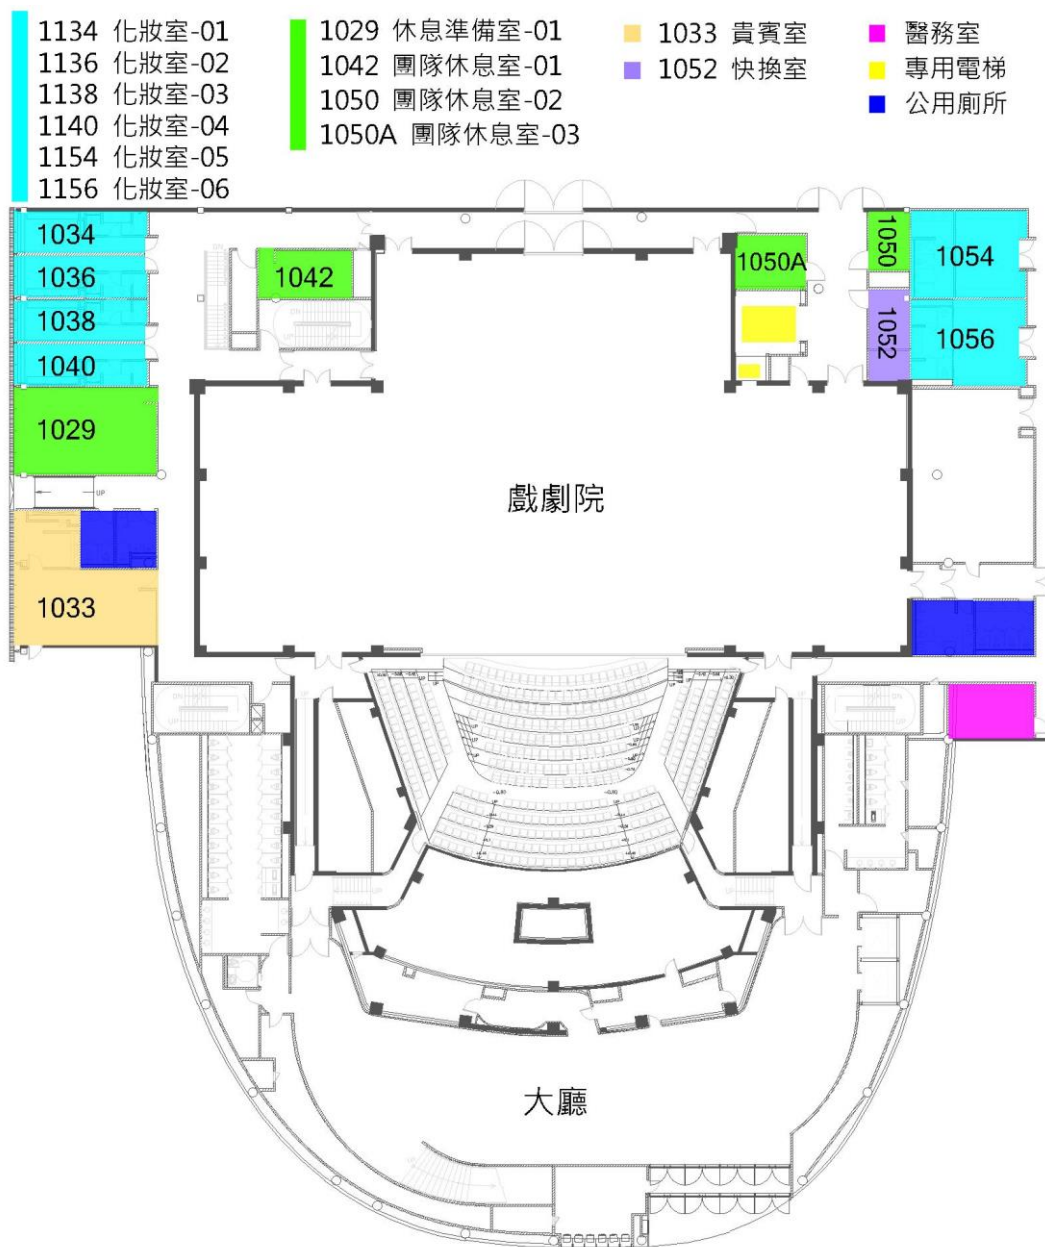 1134 化妝室-01
1136 化妝室-02
1138 化妝室-03
1140 化妝室-04
1154 化妝室-05
1156 化妝室-06
1029 休息準備室-01
1042 團隊休息室-01
1050 團隊休息室-02
1050A 團隊休息室-03
1033 貴賓室
1052 快換室
醫務室
專用電梯
公用廁所
1034
1036
1038
1040
1029
1033
1042
1050A
1050
1052
1054
1056
UP
戲劇院
大廳